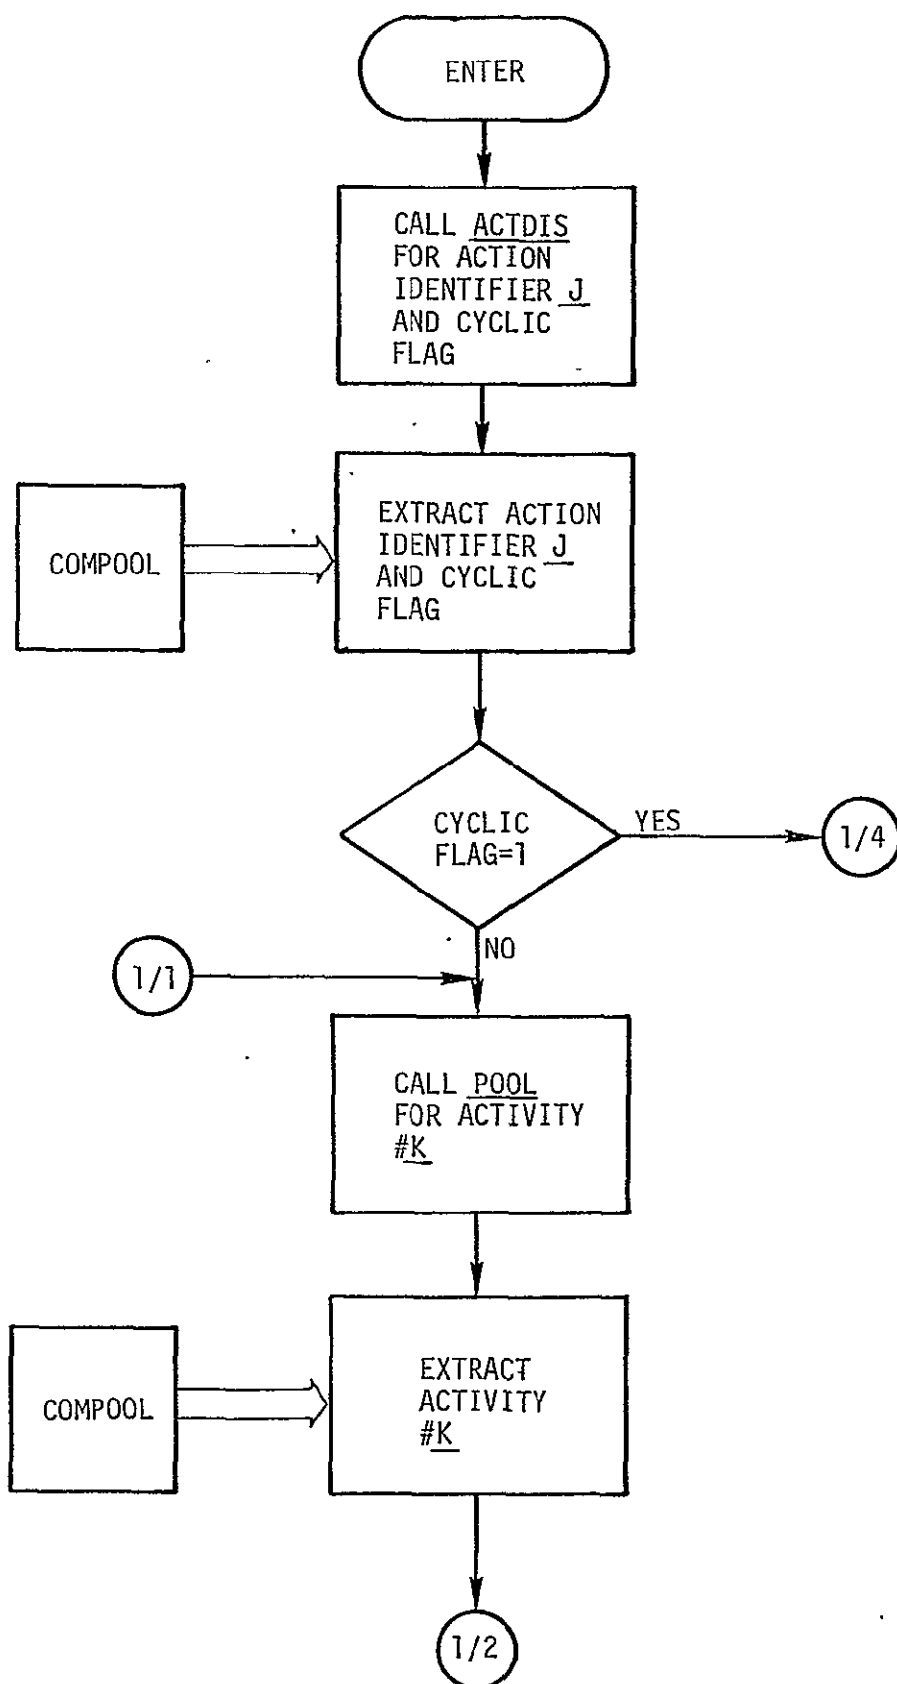 ENTER
CALL ACTDIS
FOR ACTION
IDENTIFIER J
AND CYCLIC
FLAG
COMPOOL
EXTRACT ACTION
IDENTIFIER J
AND CYCLIC
FLAG
CYCLIC
FLAG=1
YES
1/4
NO
1/1
CALL POOL
FOR ACTIVITY
#K
COMPOOL
EXTRACT
ACTIVITY
#K
1/2